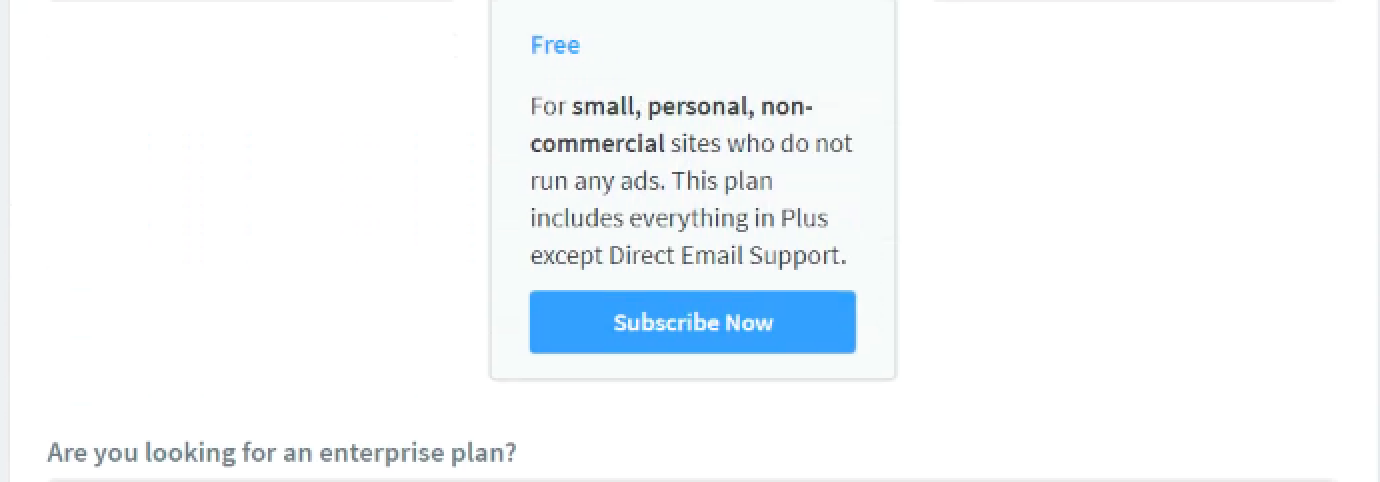 Free
For small, personal, non-
commercial sites who do not
run any ads. This plan
includes everything in Plus
except Direct Email Support.
Subscribe Now
Are you looking for an enterprise plan?